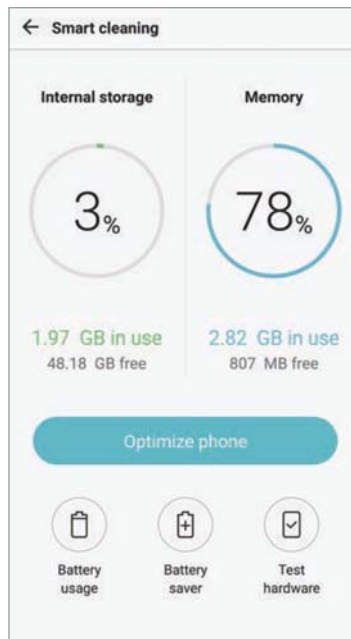 Smart cleaning
Internal storage
Memory
3%
78%
1.97 GB in use
2.82 GB in use
48.18 GB free
807 MB free
Optimize phone
Battery
usage
Battery
saver
Test
hardware